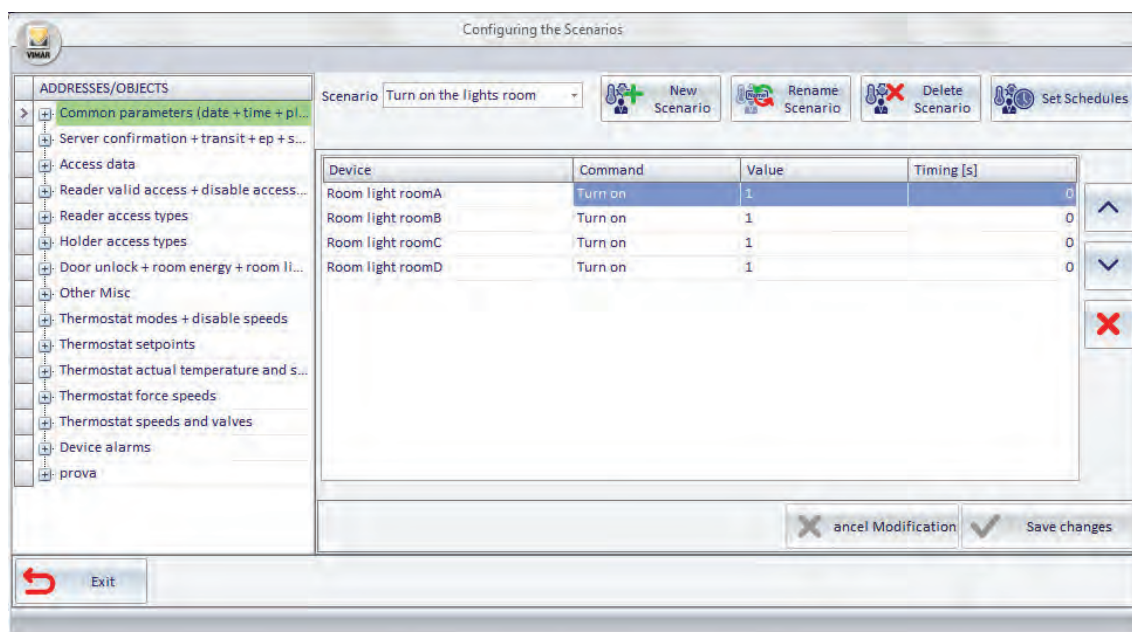 Configuring the Scenarios
VIMAR
ADDRESSES/OBJECTS
Common parameters (date + time + pl...
Server confirmation + transit + ep + s...
Access data
Reader valid access + disable access...
Reader access types
Holder access types
Door unlock + room energy + room li...
Other Misc
Thermostat modes + disable speeds
Thermostat setpoints
Thermostat actual temperature and s...
Thermostat force speeds
Thermostat speeds and valves
Device alarms
prova
Scenario Turn on the lights room
New
Scenario
Rename
Scenario
Delete
Scenario
Set Schedules
Device Command Value Timing [s]
Room light roomA Turn on 1 0
Room light roomB Turn on 1 0
Room light roomC Turn on 1 0
Room light roomD Turn on 1 0
ancel Modification Save changes
Exit